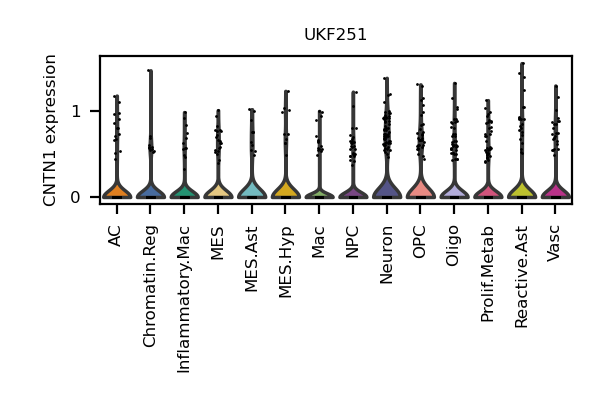 UKF251
CNTN1 expression
1
0
AC
Chromatin.Reg
Inflammatory.Mac
MES
MES.Ast
MES.Hyp
Mac
NPC
Neuron
OPC
Oligo
Prolif.Metab
Reactive.Ast
Vasc